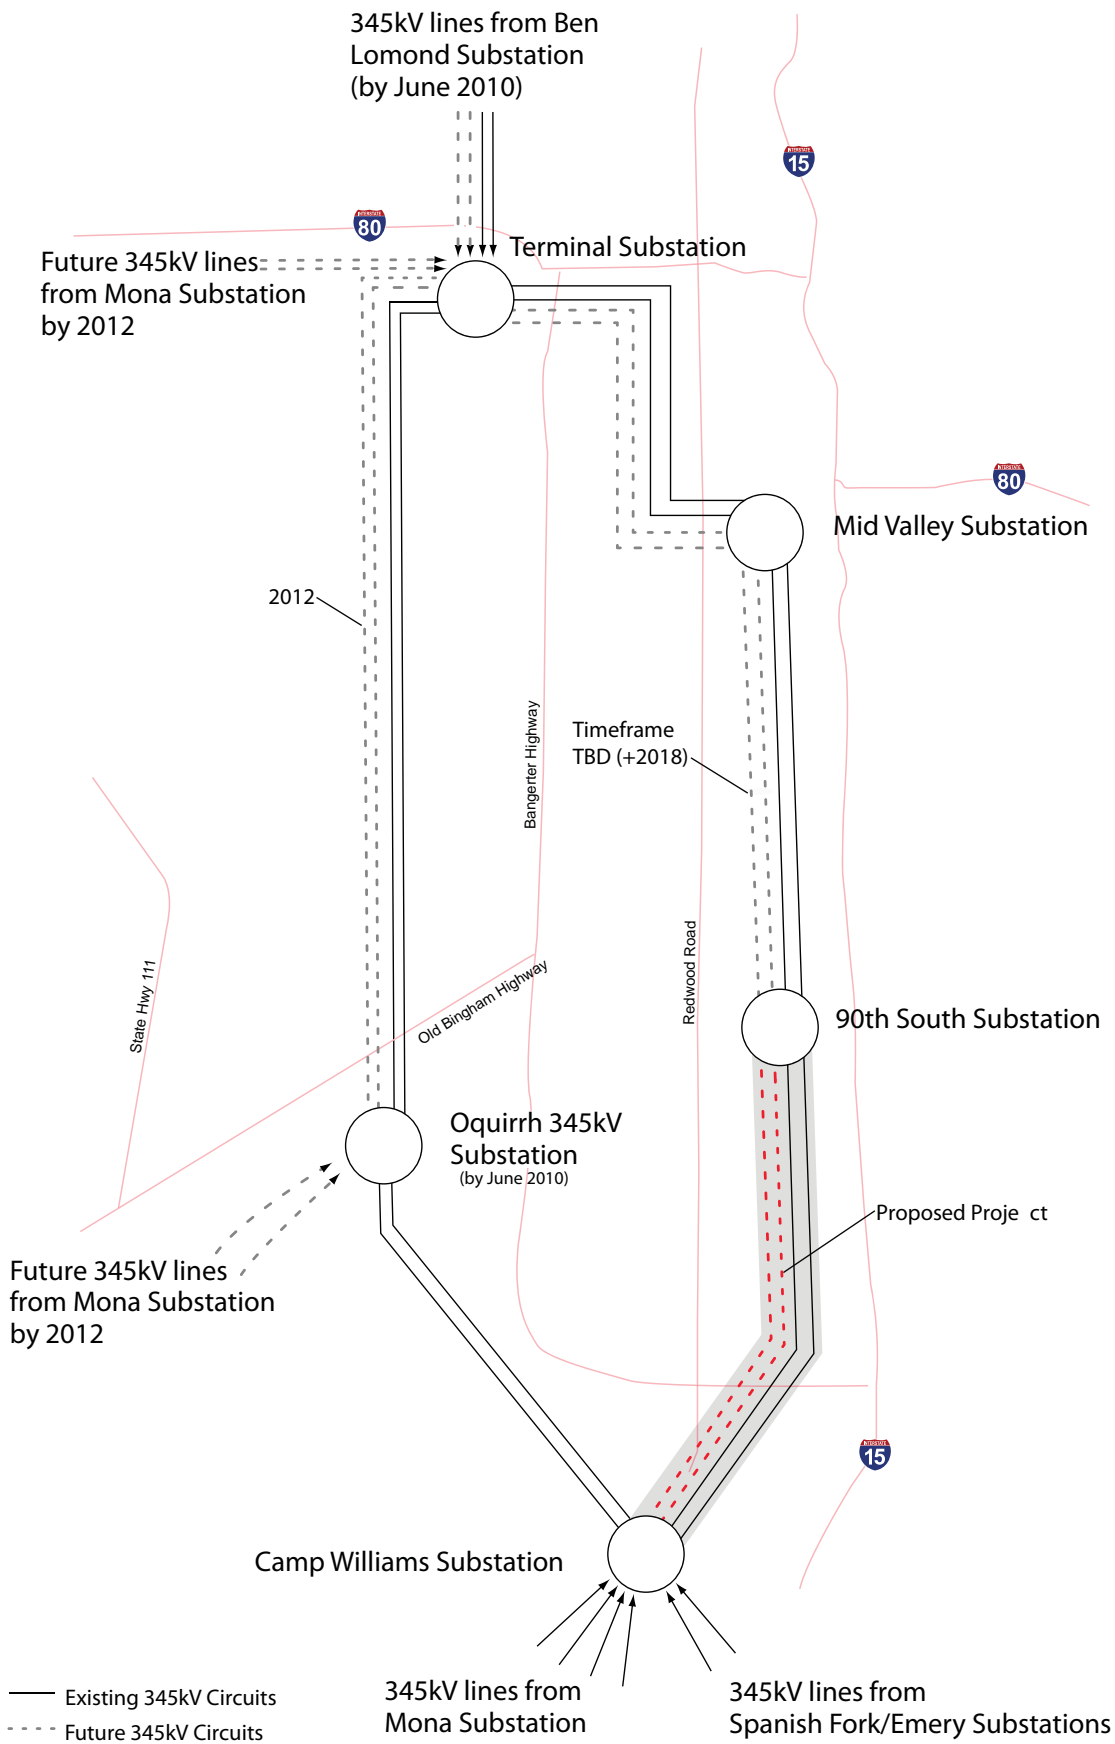 345kV lines from Ben
Lomond Substation
(by June 2010)
INTERSTATE
15
INTERSTATE
80
Terminal Substation
Future 345kV lines
from Mona Substation
by 2012
INTERSTATE
80
Mid Valley Substation
2012
Bangerter Highway
Timeframe
TBD (+2018)
Redwood Road
State Hwy 111
Old Bingham Highway
90th South Substation
Oquirrh 345kV
Substation
(by June 2010)
Proposed Proje ct
Future 345kV lines
from Mona Substation
by 2012
INTERSTATE
15
Camp Williams Substation
345kV lines from
Mona Substation
345kV lines from
Spanish Fork/Emery Substations
Existing 345kV Circuits
Future 345kV Circuits